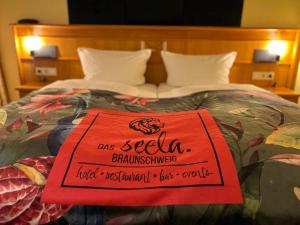 DAS seela.
BRAUNSCHWEIG
hotel • restaurant • bar • events